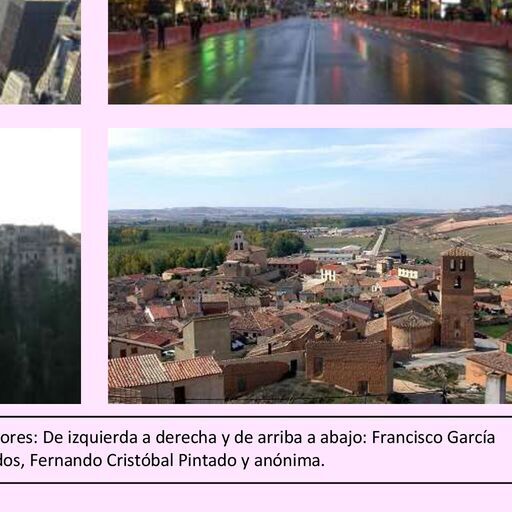 ores: De izquierda a derecha y de arriba a abajo: Francisco García
dos, Fernando Cristóbal Pintado y anónima.